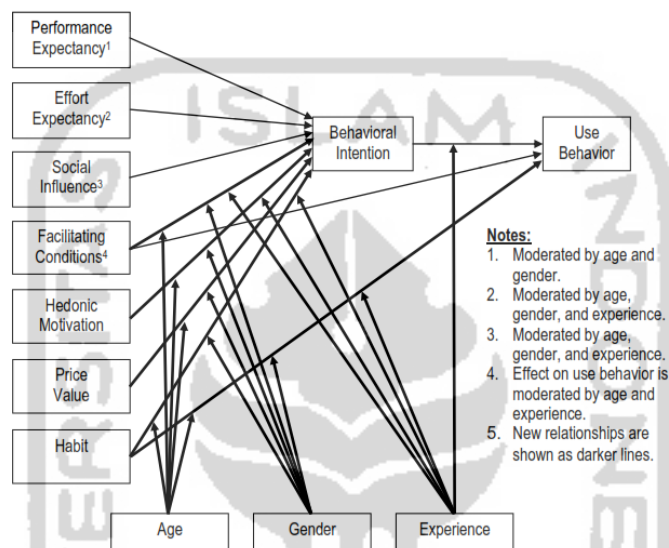 Performance
Expectancy1
Effort
Expectancy2
Social
Influence3
Facilitating
Conditions4
Hedonic
Motivation
Price
Value
Habit
Behavioral
Intention
Use
Behavior
Notes:
1. Moderated by age and
gender.
2. Moderated by age,
gender, and experience.
3. Moderated by age,
gender, and experience.
4. Effect on use behavior is
moderated by age and
experience.
5. New relationships are
shown as darker lines.
Age
Gender
Experience
ISLAM